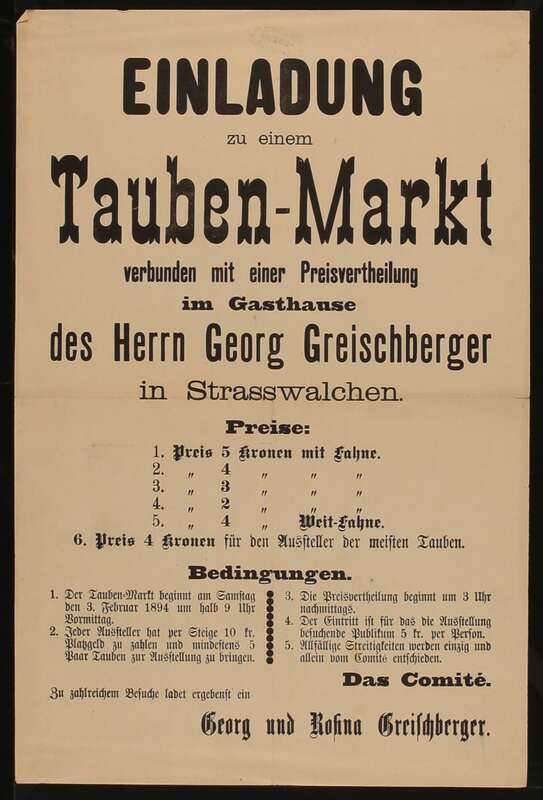 EINLADUNG
zu einem
Tauben-Markt
verbunden mit einer Preisvertheilung
im Gasthause
des Herrn Georg Greischberger
in Strasswalchen.
Preise:
1. Preis 5 Kronen mit Fahne.
2. „ 4 „ „ „
3. „ 3 „ „ „
4. „ 2 „ „ „
5. „ 4 „ Weit-Fahne.
6. Preis 4 Kronen für den Aussteller der meisten Tauben.
Bedingungen.
1. Der Tauben-Markt beginnt am Samstag
den 3. Februar 1894 um halb 9 Uhr
Vormittag.
2. Jeder Aussteller hat per Steige 10 kr.
Platzgeld zu zahlen und mindestens 5
Paar Tauben zur Ausstellung zu bringen.
3. Die Preisvertheilung beginnt um 3 Uhr
nachmittags.
4. Der Eintritt ist für das die Ausstellung
besuchende Publikum 5 kr. per Person.
5. Allfällige Streitigkeiten werden einzig und
allein vom Comité entschieden.
Das Comité.
Zu zahlreichem Besuche ladet ergebenst ein
Georg und Rosina Greischberger.